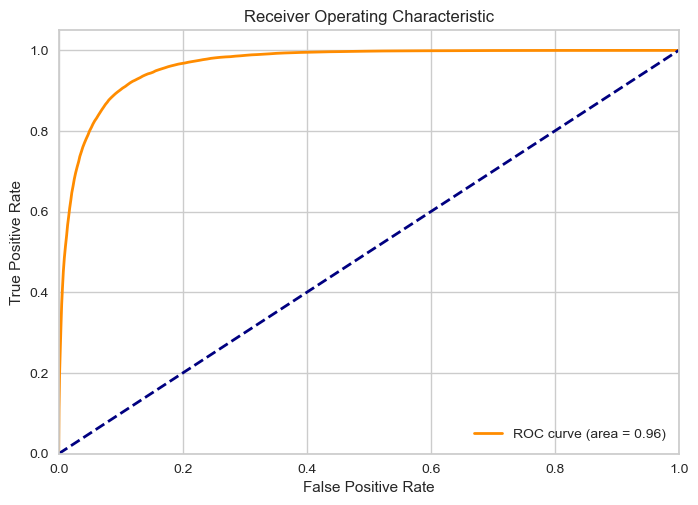 Receiver Operating Characteristic
True Positive Rate
1.0
0.8
0.6
0.4
0.2
0.0
ROC curve (area = 0.96)
0.0 0.2 0.4 0.6 0.8 1.0
False Positive Rate